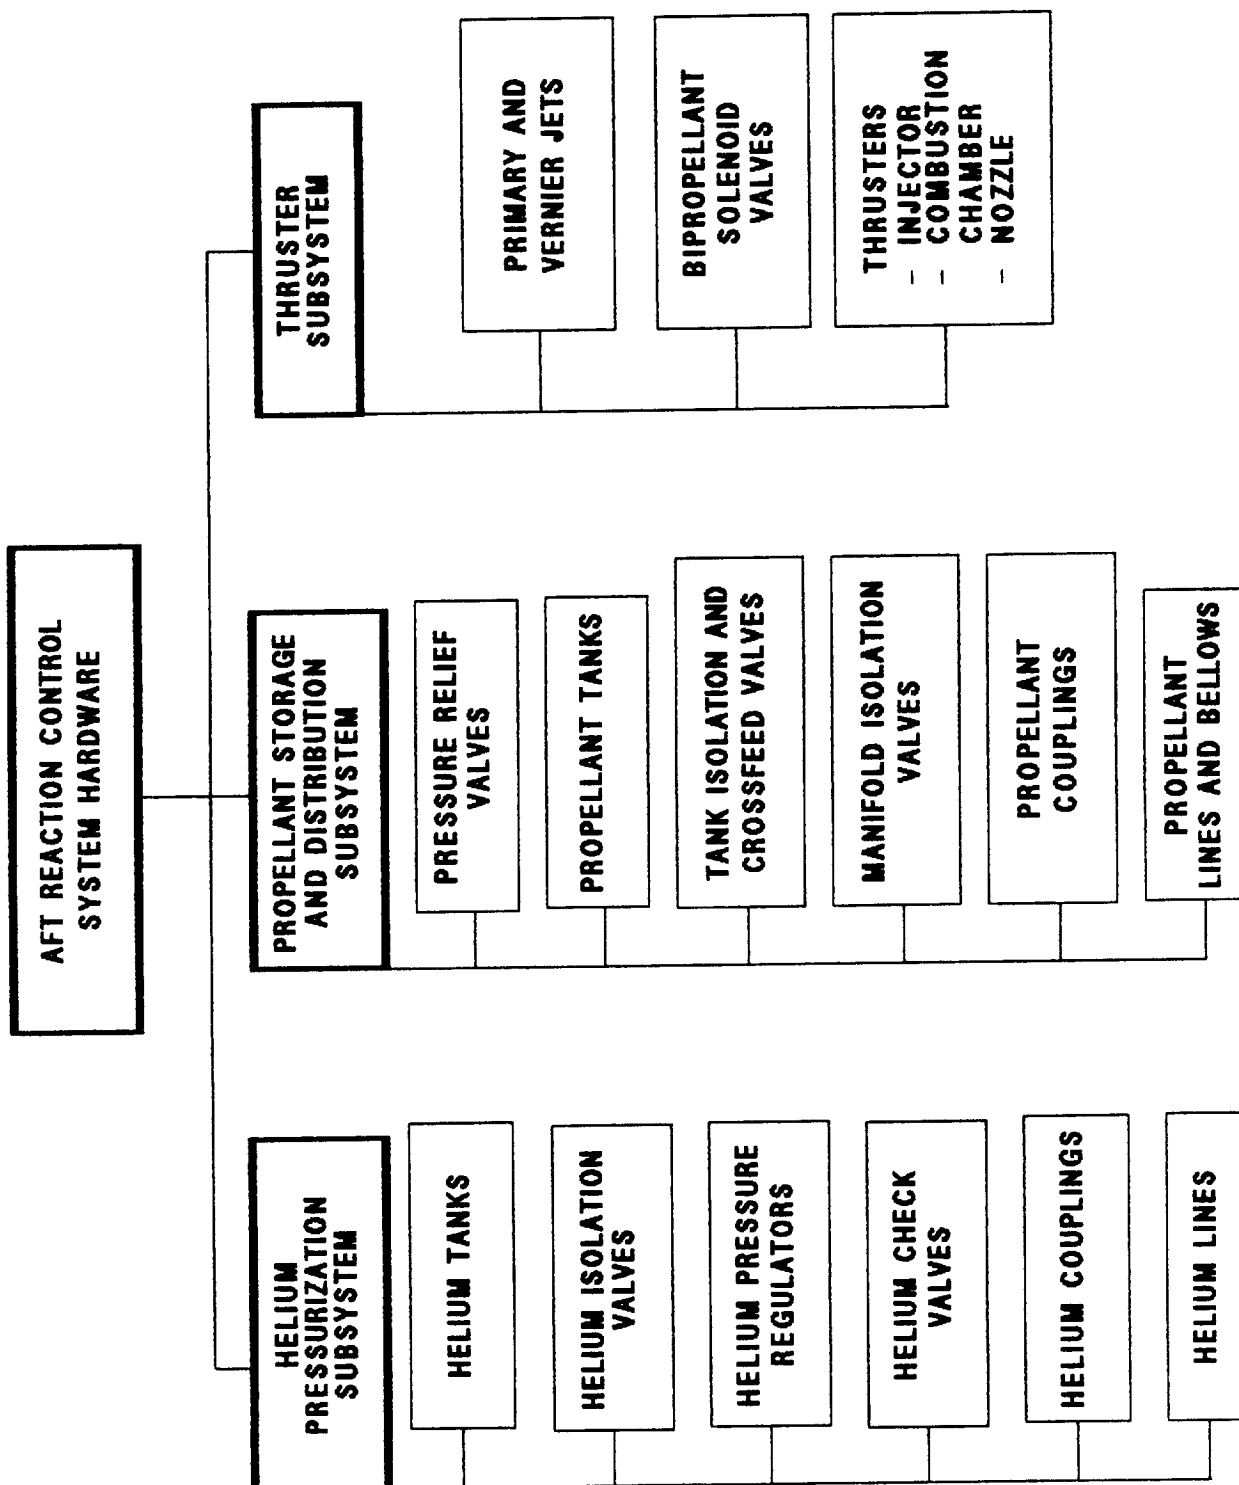 AFT REACTION CONTROL
SYSTEM HARDWARE
HELIUM
PRESSURIZATION
SUBSYSTEM
HELIUM TANKS
HELIUM ISOLATION
VALVES
HELIUM PRESSURE
REGULATORS
HELIUM CHECK
VALVES
HELIUM COUPLINGS
HELIUM LINES
PROPELLANT STORAGE
AND DISTRIBUTION
SUBSYSTEM
PRESSURE RELIEF
VALVES
PROPELLANT TANKS
TANK ISOLATION AND
CROSSFEED VALVES
MANIFOLD ISOLATION
VALVES
PROPELLANT
COUPLINGS
PROPELLANT
LINES AND BELLOWS
THRUSTER
SUBSYSTEM
PRIMARY AND
VERNIER JETS
BIPROPELLANT
SOLENOID
VALVES
THRUSTERS
– INJECTOR
– COMBUSTION
CHAMBER
– NOZZLE